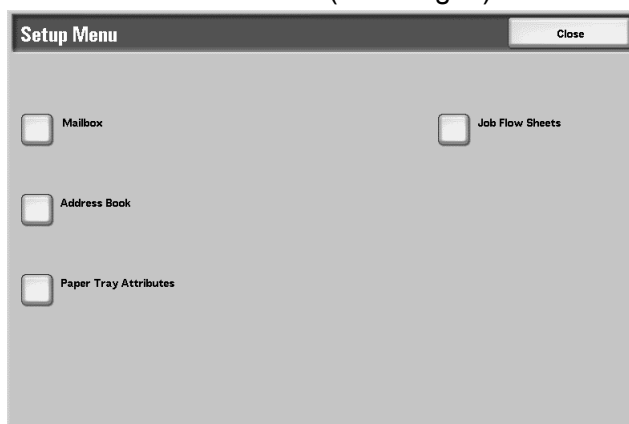 Setup Menu
Close
Mailbox
Job Flow Sheets
Address Book
Paper Tray Attributes